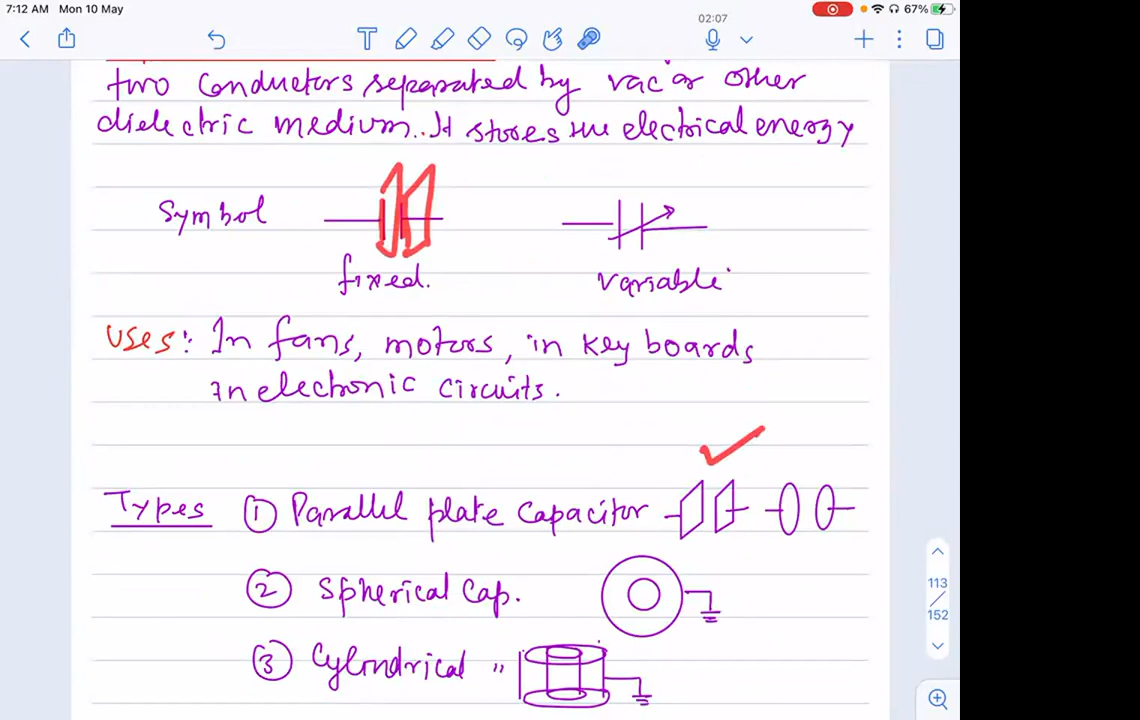 7:12 AM Mon 10 May
67%
02:07
two conductors separated by vac or other
dielectric medium.. It stores the electrical energy
Symbol
fixed.
variable
Uses: In fans, motors, in key boards
in electronic circuits.
Types ① Parallel plate capacitor
② Spherical Cap.
③ Cylindrical "
113
/
152